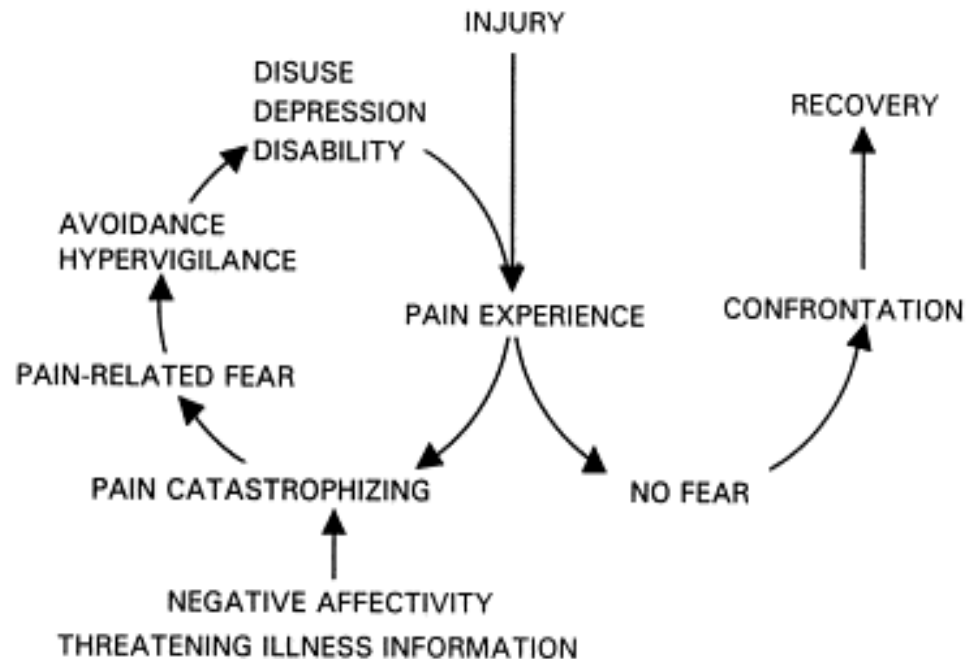 INJURY
DISUSE
DEPRESSION
DISABILITY
RECOVERY
AVOIDANCE
HYPERVIGILANCE
PAIN EXPERIENCE
CONFRONTATION
PAIN-RELATED FEAR
PAIN CATASTROPHIZING
NO FEAR
NEGATIVE AFFECTIVITY
THREATENING ILLNESS INFORMATION